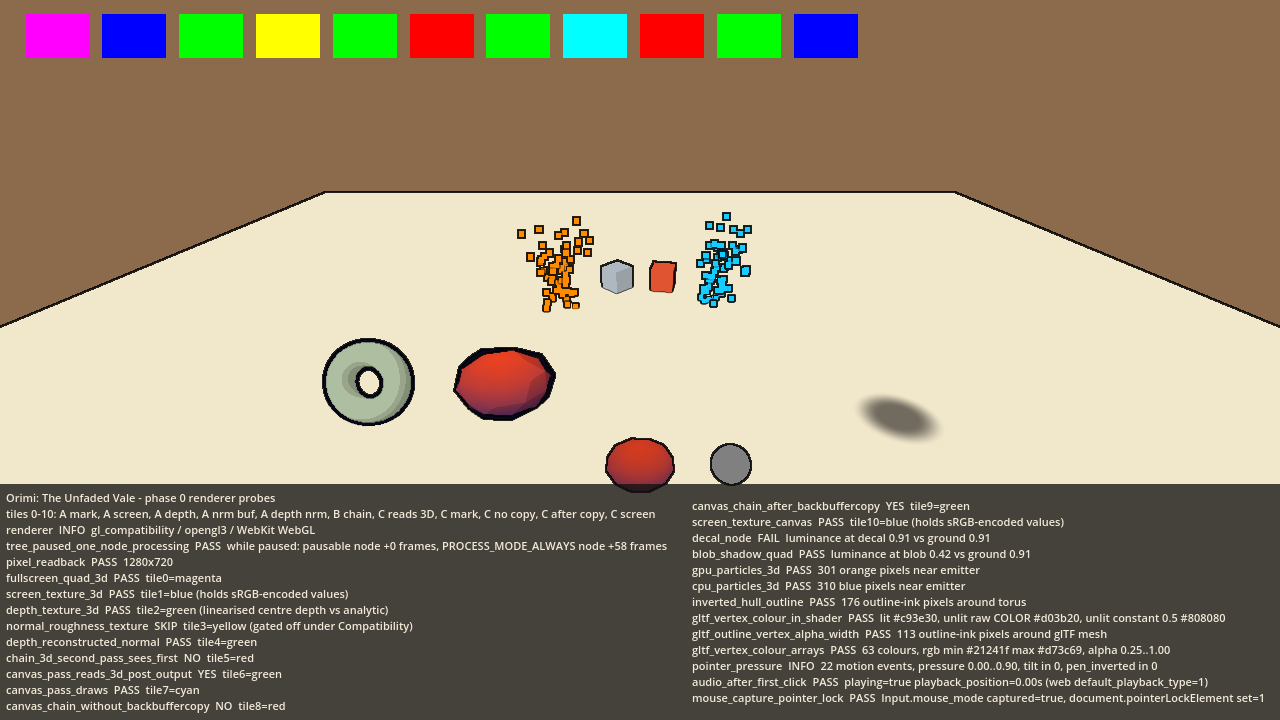 Orimi: The Unfaded Vale - phase 0 renderer probes
tiles 0-10: A mark, A screen, A depth, A nrm buf, A depth nrm, B chain, C reads 3D, C mark, C no copy, C after copy, C screen
renderer  INFO  gl_compatibility / opengl3 / WebKit WebGL
tree_paused_one_node_processing  PASS  while paused: pausable node +0 frames, PROCESS_MODE_ALWAYS node +58 frames
pixel_readback  PASS  1280x720
fullscreen_quad_3d  PASS  tile0=magenta
screen_texture_3d  PASS  tile1=blue (holds sRGB-encoded values)
depth_texture_3d  PASS  tile2=green (linearised centre depth vs analytic)
normal_roughness_texture  SKIP  tile3=yellow (gated off under Compatibility)
depth_reconstructed_normal  PASS  tile4=green
chain_3d_second_pass_sees_first  NO  tile5=red
canvas_pass_reads_3d_post_output  YES  tile6=green
canvas_pass_draws  PASS  tile7=cyan
canvas_chain_without_backbuffercopy  NO  tile8=red
canvas_chain_after_backbuffercopy  YES  tile9=green
screen_texture_canvas  PASS  tile10=blue (holds sRGB-encoded values)
decal_node  FAIL  luminance at decal 0.91 vs ground 0.91
blob_shadow_quad  PASS  luminance at blob 0.42 vs ground 0.91
gpu_particles_3d  PASS  301 orange pixels near emitter
cpu_particles_3d  PASS  310 blue pixels near emitter
inverted_hull_outline  PASS  176 outline-ink pixels around torus
gltf_vertex_colour_in_shader  PASS  lit #c93e30, unlit raw COLOR #d03b20, unlit constant 0.5 #808080
gltf_outline_vertex_alpha_width  PASS  113 outline-ink pixels around glTF mesh
gltf_vertex_colour_arrays  PASS  63 colours, rgb min #21241f max #d73c69, alpha 0.25..1.00
pointer_pressure  INFO  22 motion events, pressure 0.00..0.90, tilt in 0, pen_inverted in 0
audio_after_first_click  PASS  playing=true playback_position=0.00s (web default_playback_type=1)
mouse_capture_pointer_lock  PASS  Input.mouse_mode captured=true, document.pointerLockElement set=1